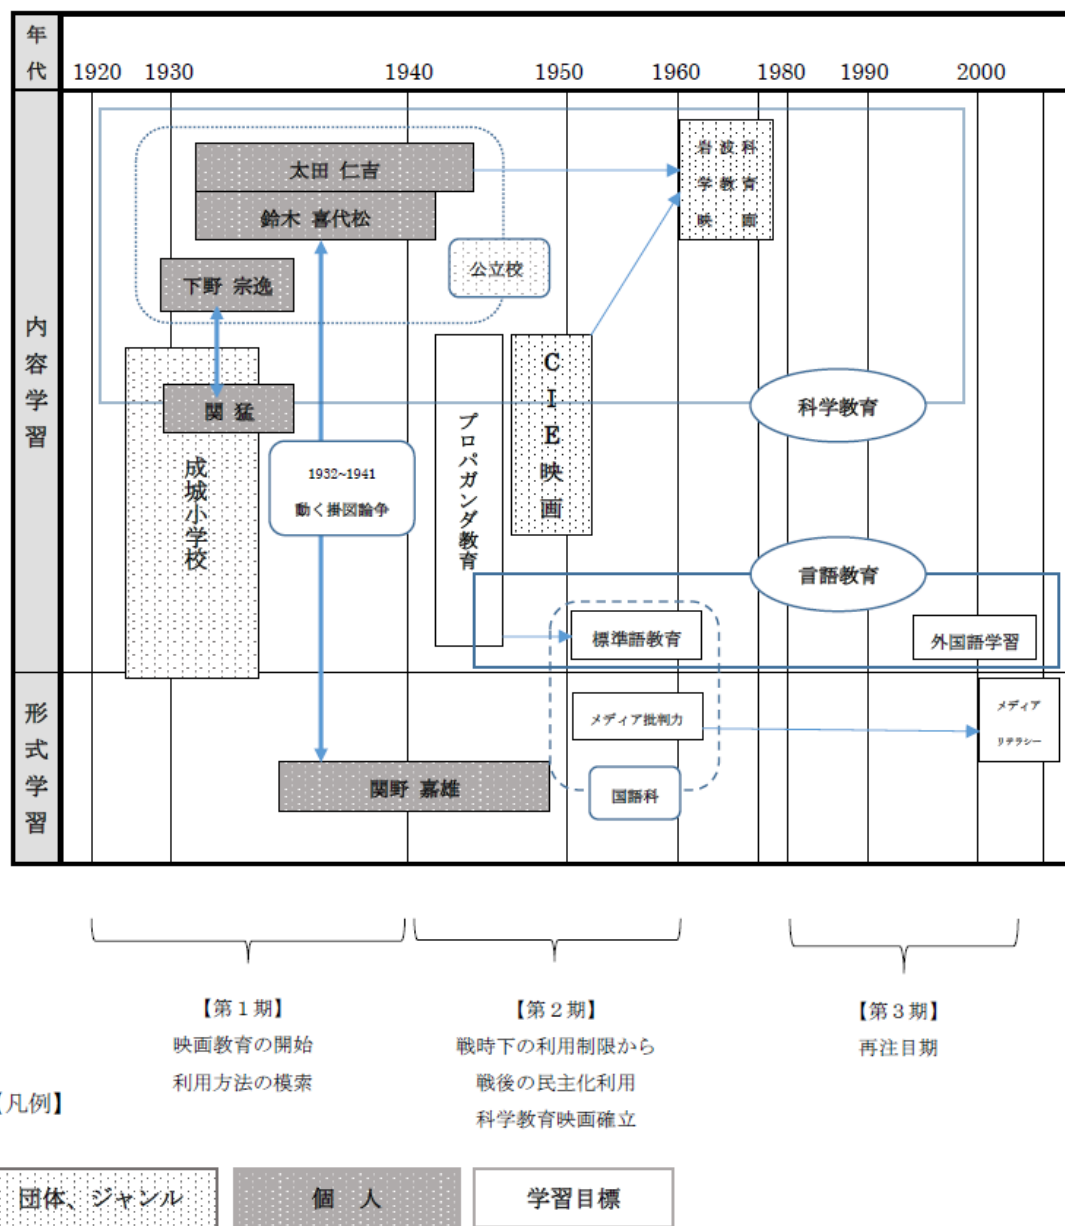 年代
1920 1930 1940 1950 1960 1980 1990 2000
内容学習
太田 仁吉
岩波科
学教育
映画
鈴木 喜代松
公立校
下野 宗逸
CIE映画
プロパガンダ教育
関 猛
科学教育
成城小学校
1932~1941
動く掛図論争
言語教育
標準語教育
外国語学習
形式学習
メディア批判力
メディア
リテラシー
関野 嘉雄
国語科
【第1期】
映画教育の開始
利用方法の模索
【第2期】
戦時下の利用制限から
戦後の民主化利用
科学教育映画確立
【第3期】
再注目期
【凡例】
団体、ジャンル
個 人
学習目標